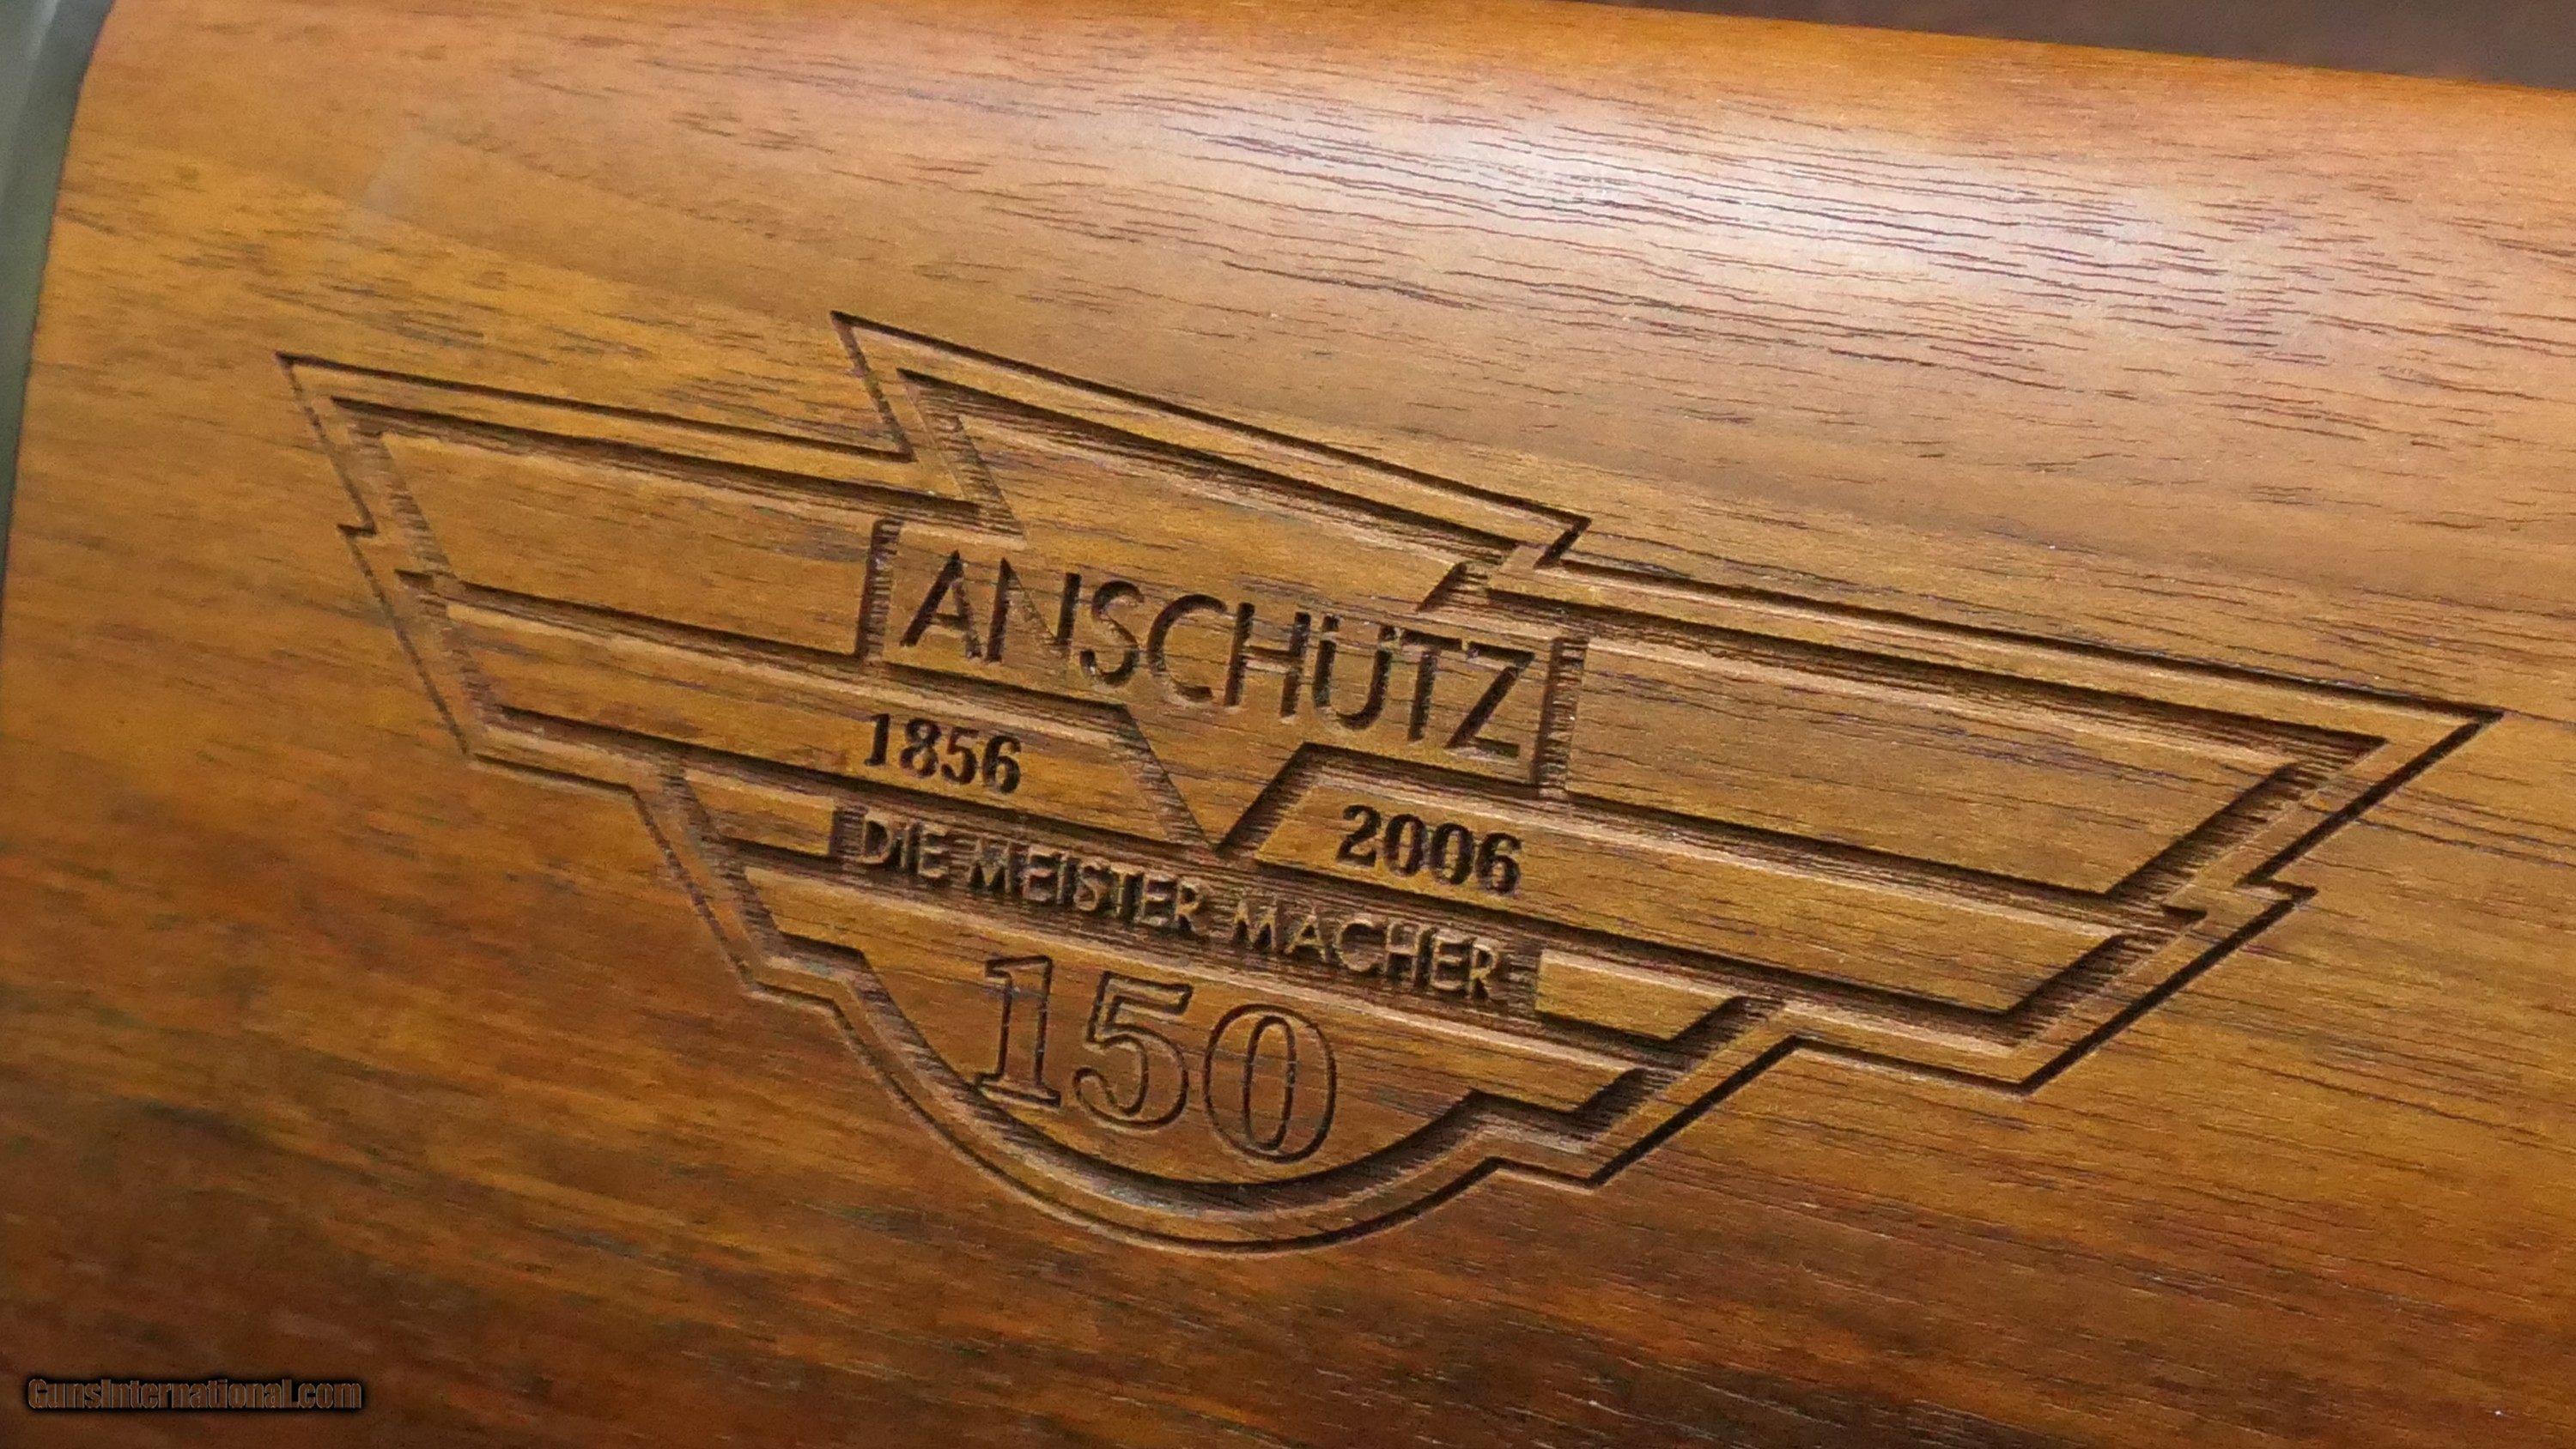 ANSCHÜTZ
1856
2006
DIE MEISTER MACHER
150
GunsInternational.com